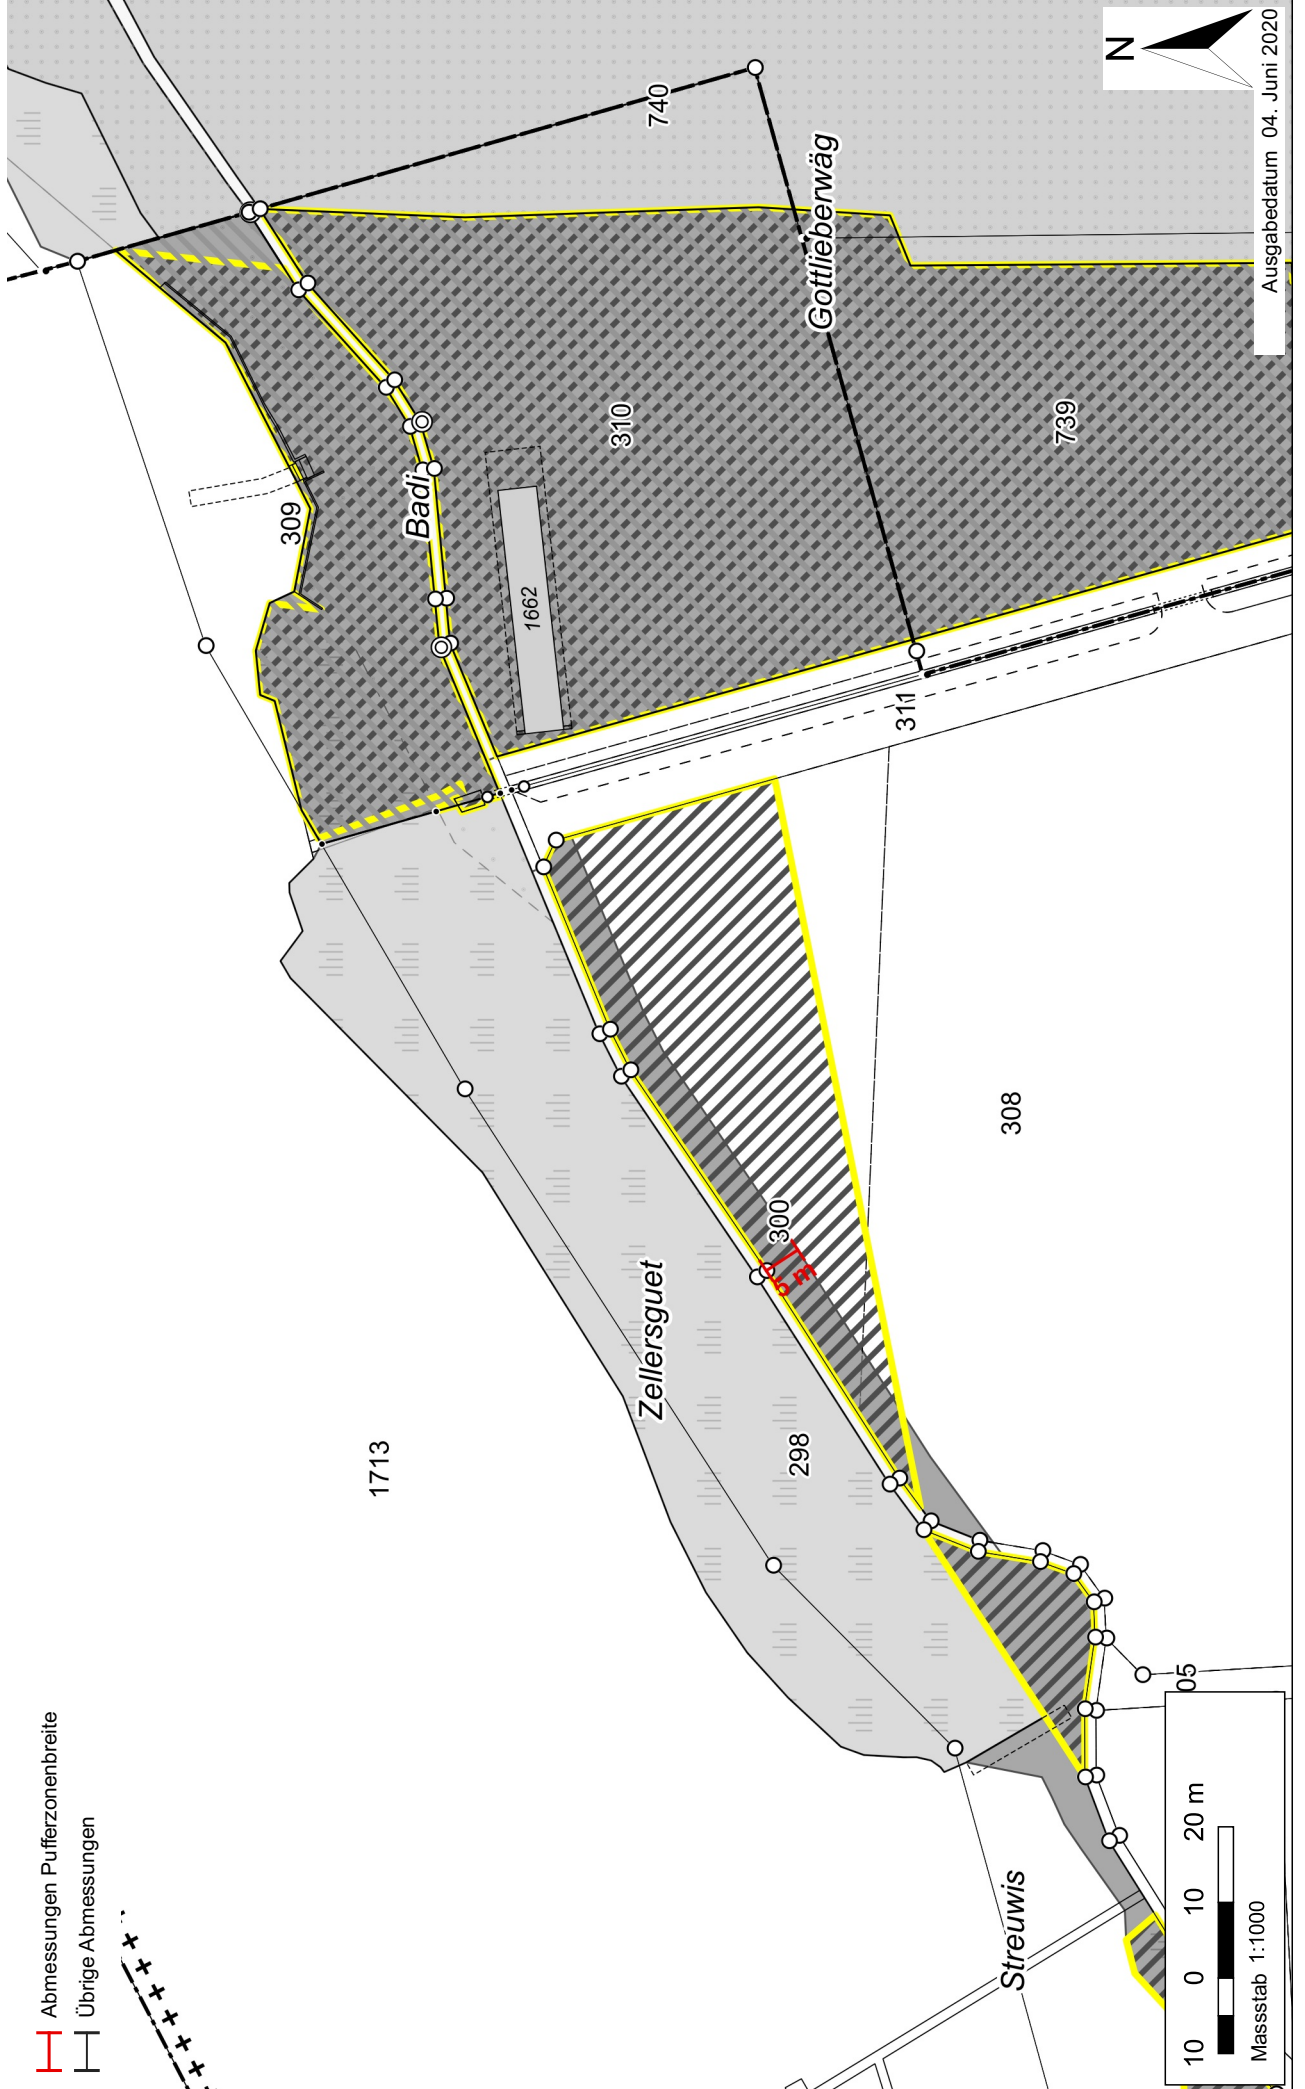 Abmessungen Pufferzonenbreite
Übrige Abmessungen
N
Ausgabedatum 04. Juni 2020
740
Gottlieberwäg
309
Badi
310
739
1662
311
Zellersguet
300
5 m
308
1713
298
05
Streuwis
10 0 10 20 m
Massstab 1:1000